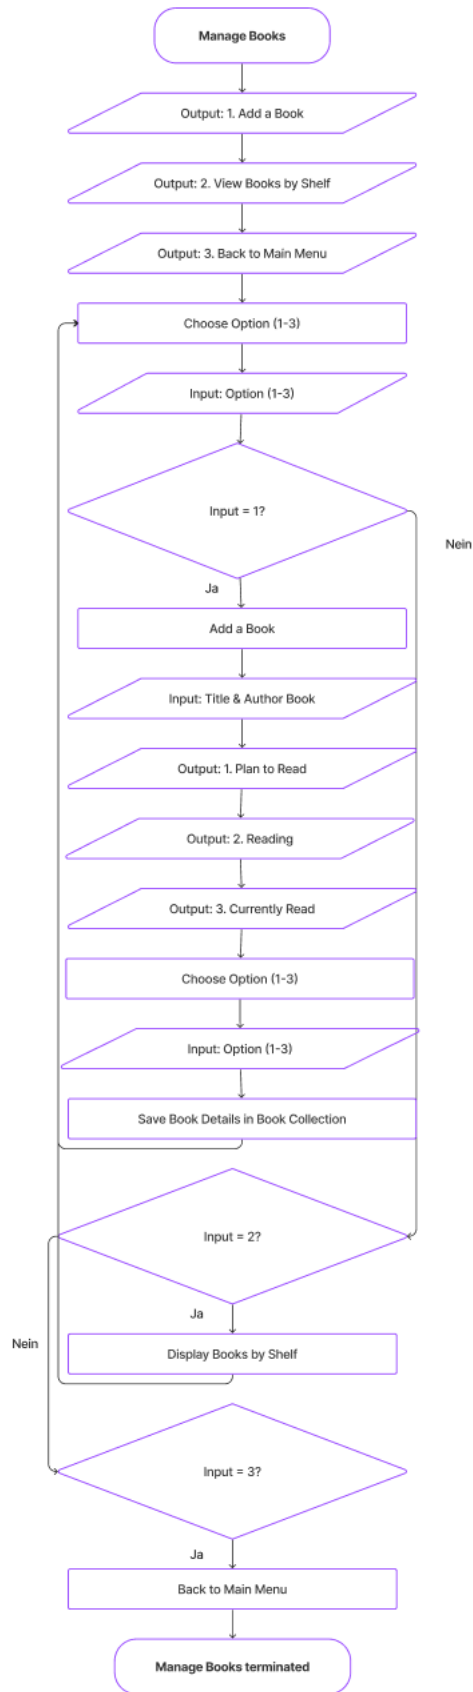 Manage Books
Output: 1. Add a Book
Output: 2. View Books by Shelf
Output: 3. Back to Main Menu
Choose Option (1-3)
Input: Option (1-3)
Input = 1?
Nein
Ja
Add a Book
Input: Title & Author Book
Output: 1. Plan to Read
Output: 2. Reading
Output: 3. Currently Read
Choose Option (1-3)
Input: Option (1-3)
Save Book Details in Book Collection
Input = 2?
Ja
Nein
Display Books by Shelf
Input = 3?
Ja
Back to Main Menu
Manage Books terminated